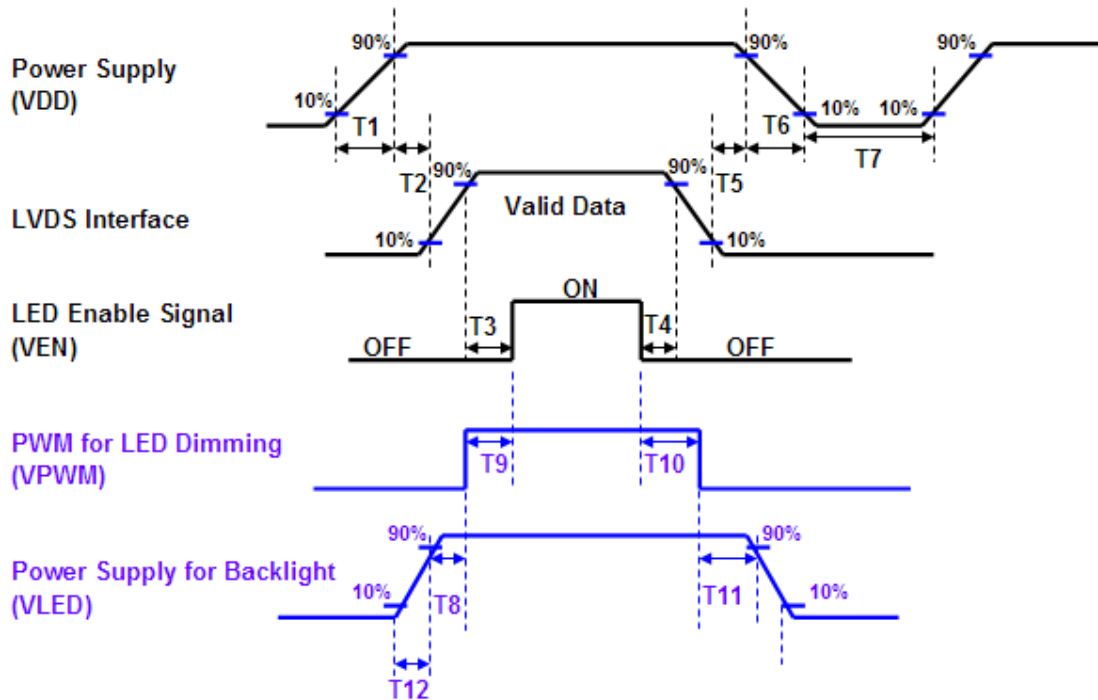 90%
90%
90%
Power Supply
(VDD)
10%
10%
10%
T1
T6
T7
T2
T5
90%
90%
Valid Data
LVDS Interface
10%
10%
LED Enable Signal
(VEN)
ON
T3
T4
OFF
OFF
PWM for LED Dimming
(VPWM)
T9
T10
90%
90%
Power Supply for Backlight
(VLED)
10%
10%
T8
T11
T12